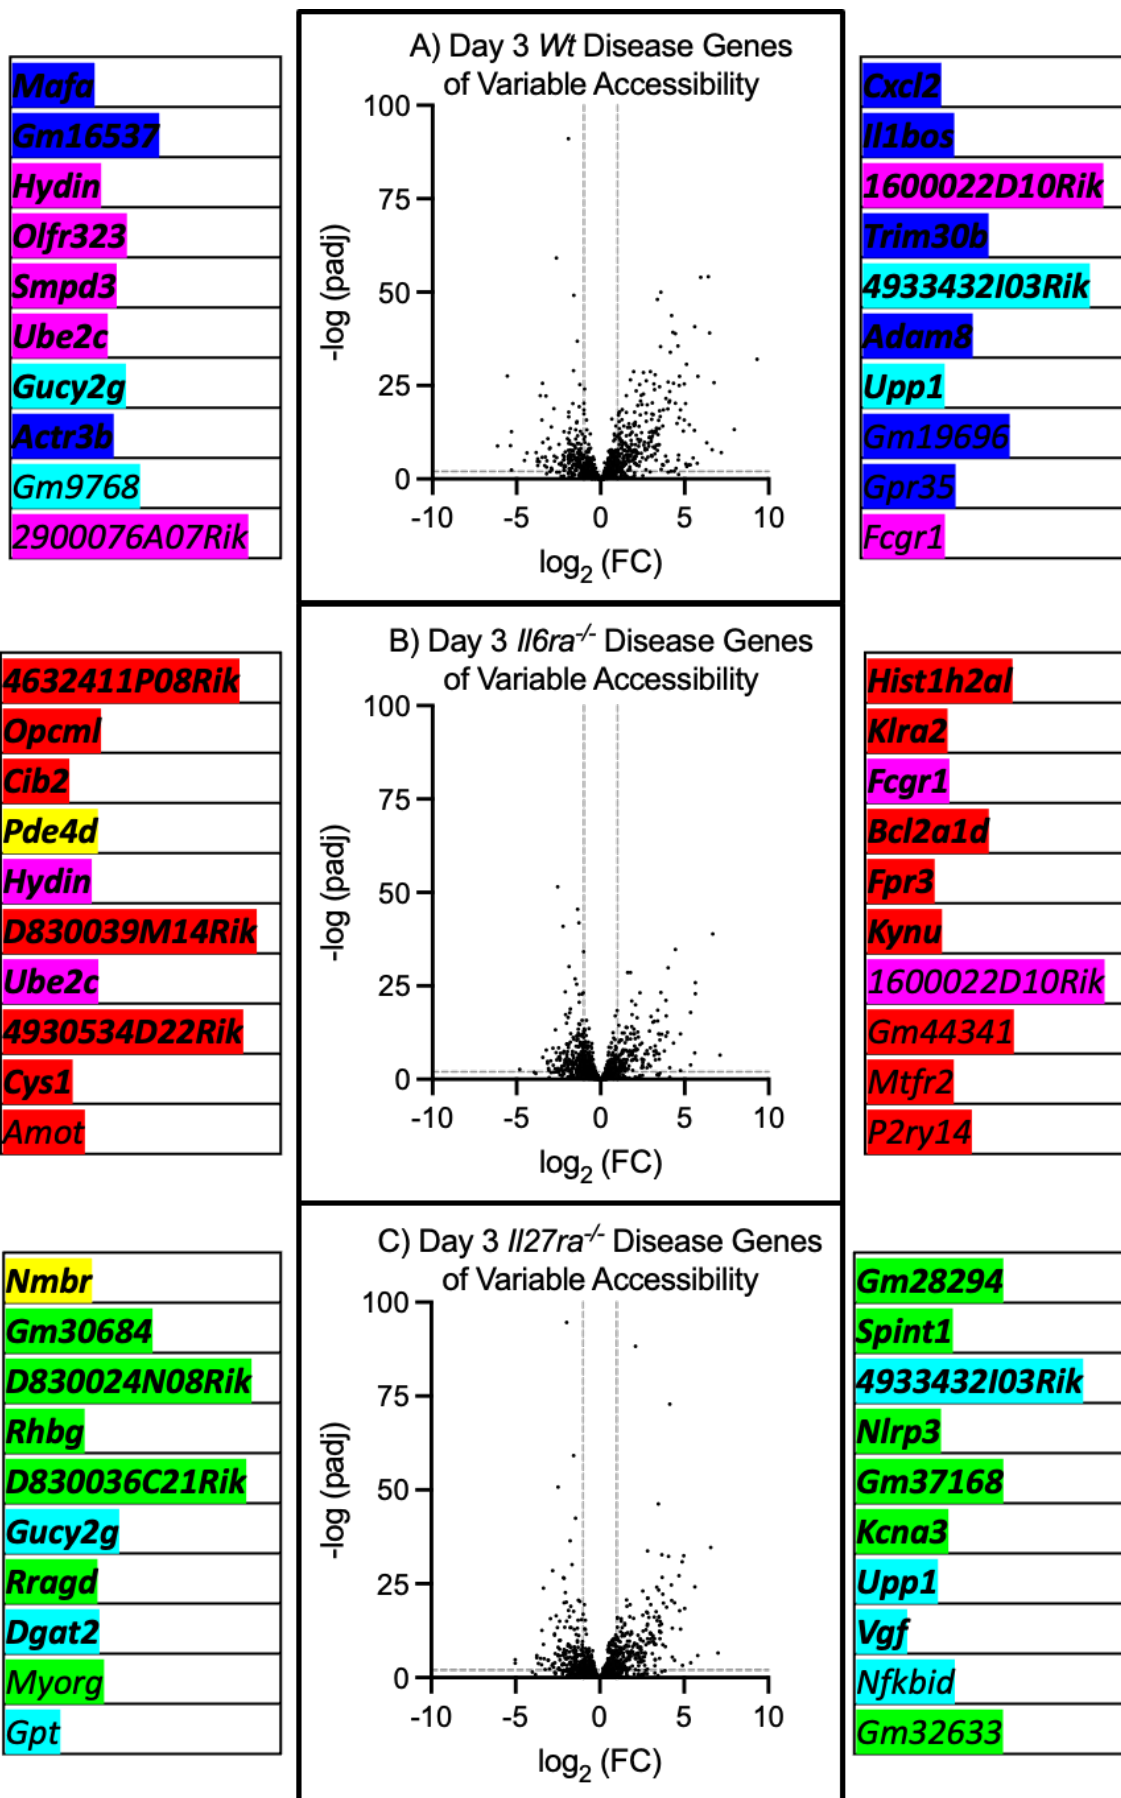 A) Day 3 Wt Disease Genes
of Variable Accessibility
Mafa
Gm16537
Hydin
Olfr323
Smpd3
Ube2c
Gucy2g
Actr3b
Gm9768
2900076A07Rik
100
75
50
25
0
-log (padj)
-10 -5 0 5 10
log2 (FC)
Cxcl2
Il1bos
1600022D10Rik
Trim30b
4933432I03Rik
Adam8
Upp1
Gm19696
Gpr35
Fcgr1
B) Day 3 Il6ra-/- Disease Genes
of Variable Accessibility
4632411P08Rik
Opcml
Cib2
Pde4d
Hydin
D830039M14Rik
Ube2c
4930534D22Rik
Cys1
Amot
100
75
50
25
0
-log (padj)
-10 -5 0 5 10
log2 (FC)
Hist1h2al
Klra2
Fcgr1
Bcl2a1d
Fpr3
Kynu
1600022D10Rik
Gm44341
Mtfr2
P2ry14
C) Day 3 Il27ra-/- Disease Genes
of Variable Accessibility
Nmbr
Gm30684
D830024N08Rik
Rhbg
D830036C21Rik
Gucy2g
Rragd
Dgat2
Myorg
Gpt
100
75
50
25
0
-log (padj)
-10 -5 0 5 10
log2 (FC)
Gm28294
Spint1
4933432I03Rik
Nlrp3
Gm37168
Kcna3
Upp1
Vgf
Nfkbid
Gm32633